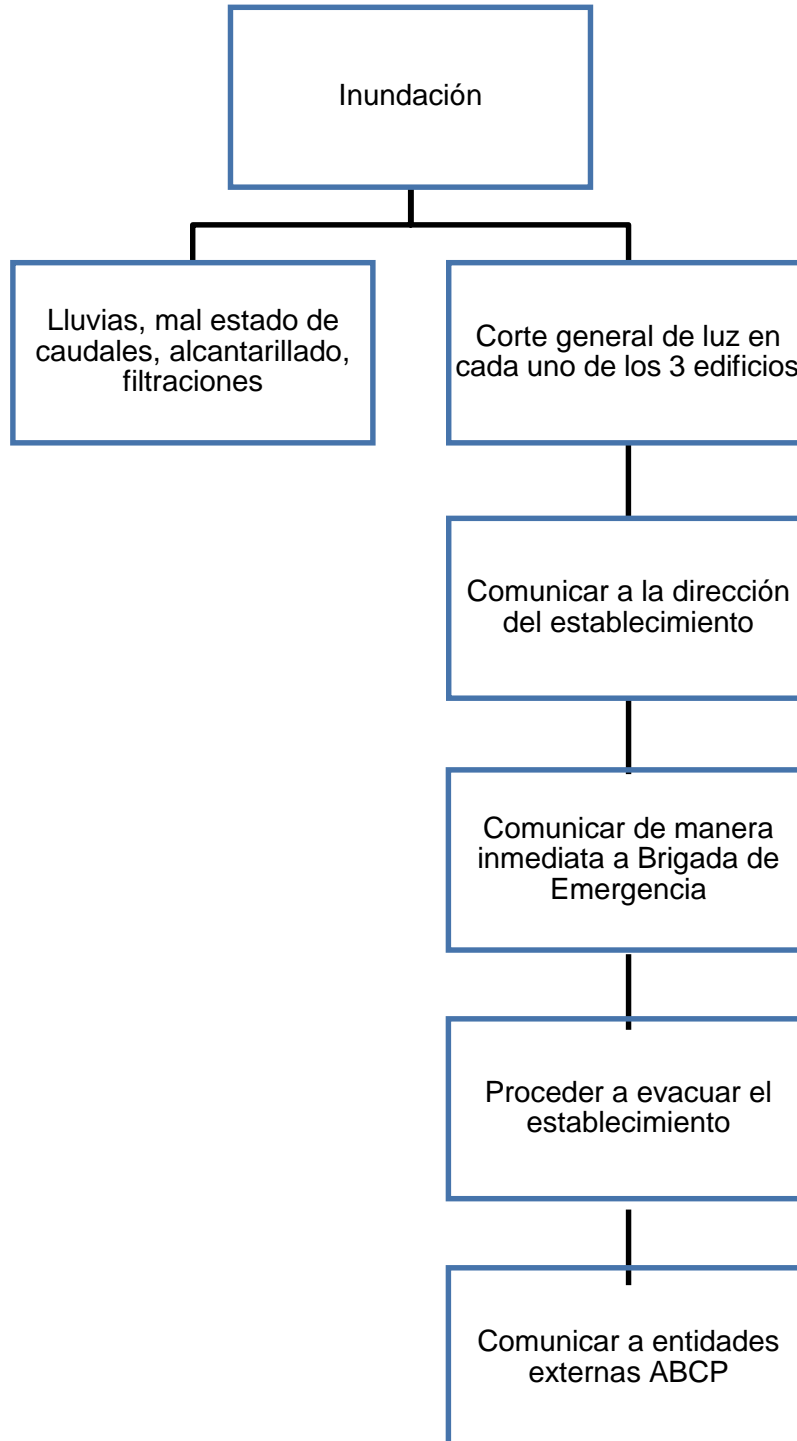 Inundación
Lluvias, mal estado de
caudales, alcantarillado,
filtraciones
Corte general de luz en
cada uno de los 3 edificios
Comunicar a la dirección
del establecimiento
Comunicar de manera
inmediata a Brigada de
Emergencia
Proceder a evacuar el
establecimiento
Comunicar a entidades
externas ABCP